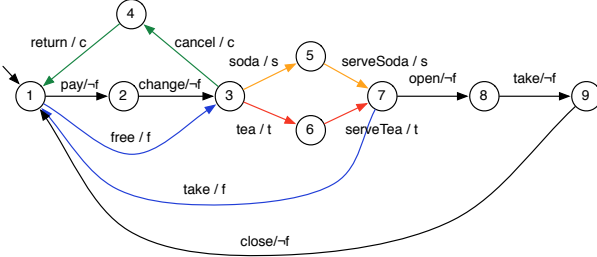 4
return / c
cancel / c
soda / s
5
serveSoda / s
1
pay/¬f
2
change/¬f
3
7
open/¬f
8
take/¬f
9
tea / t
6
serveTea / t
free / f
take / f
close/¬f